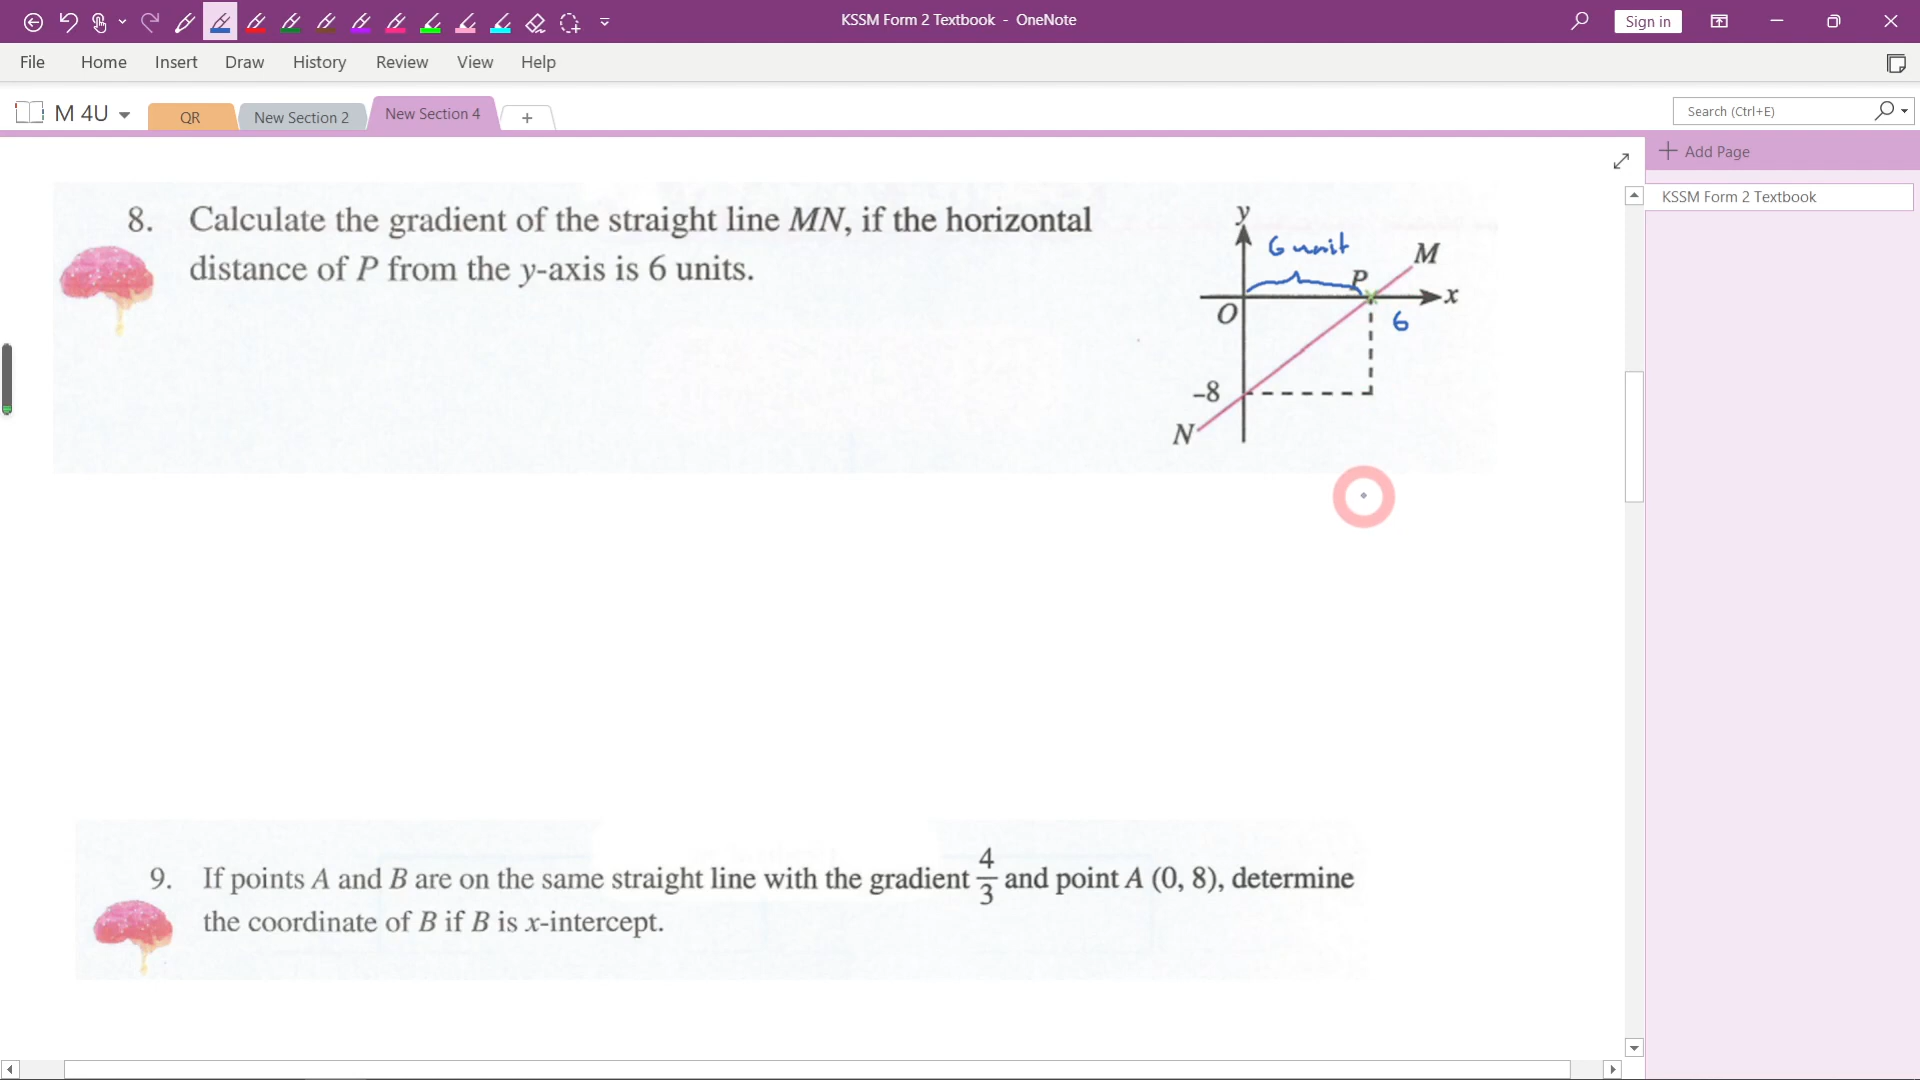 KSSM Form 2 Textbook - OneNote
Sign in
File Home Insert Draw History Review View Help
M 4U
QR
New Section 2
New Section 4
+
Search (Ctrl+E)
Add Page
KSSM Form 2 Textbook
8. Calculate the gradient of the straight line MN, if the horizontal
distance of P from the y-axis is 6 units.
y
6 unit
M
P
x
O
6
-8
N
9. If points A and B are on the same straight line with the gradient 4/3 and point A (0, 8), determine
the coordinate of B if B is x-intercept.